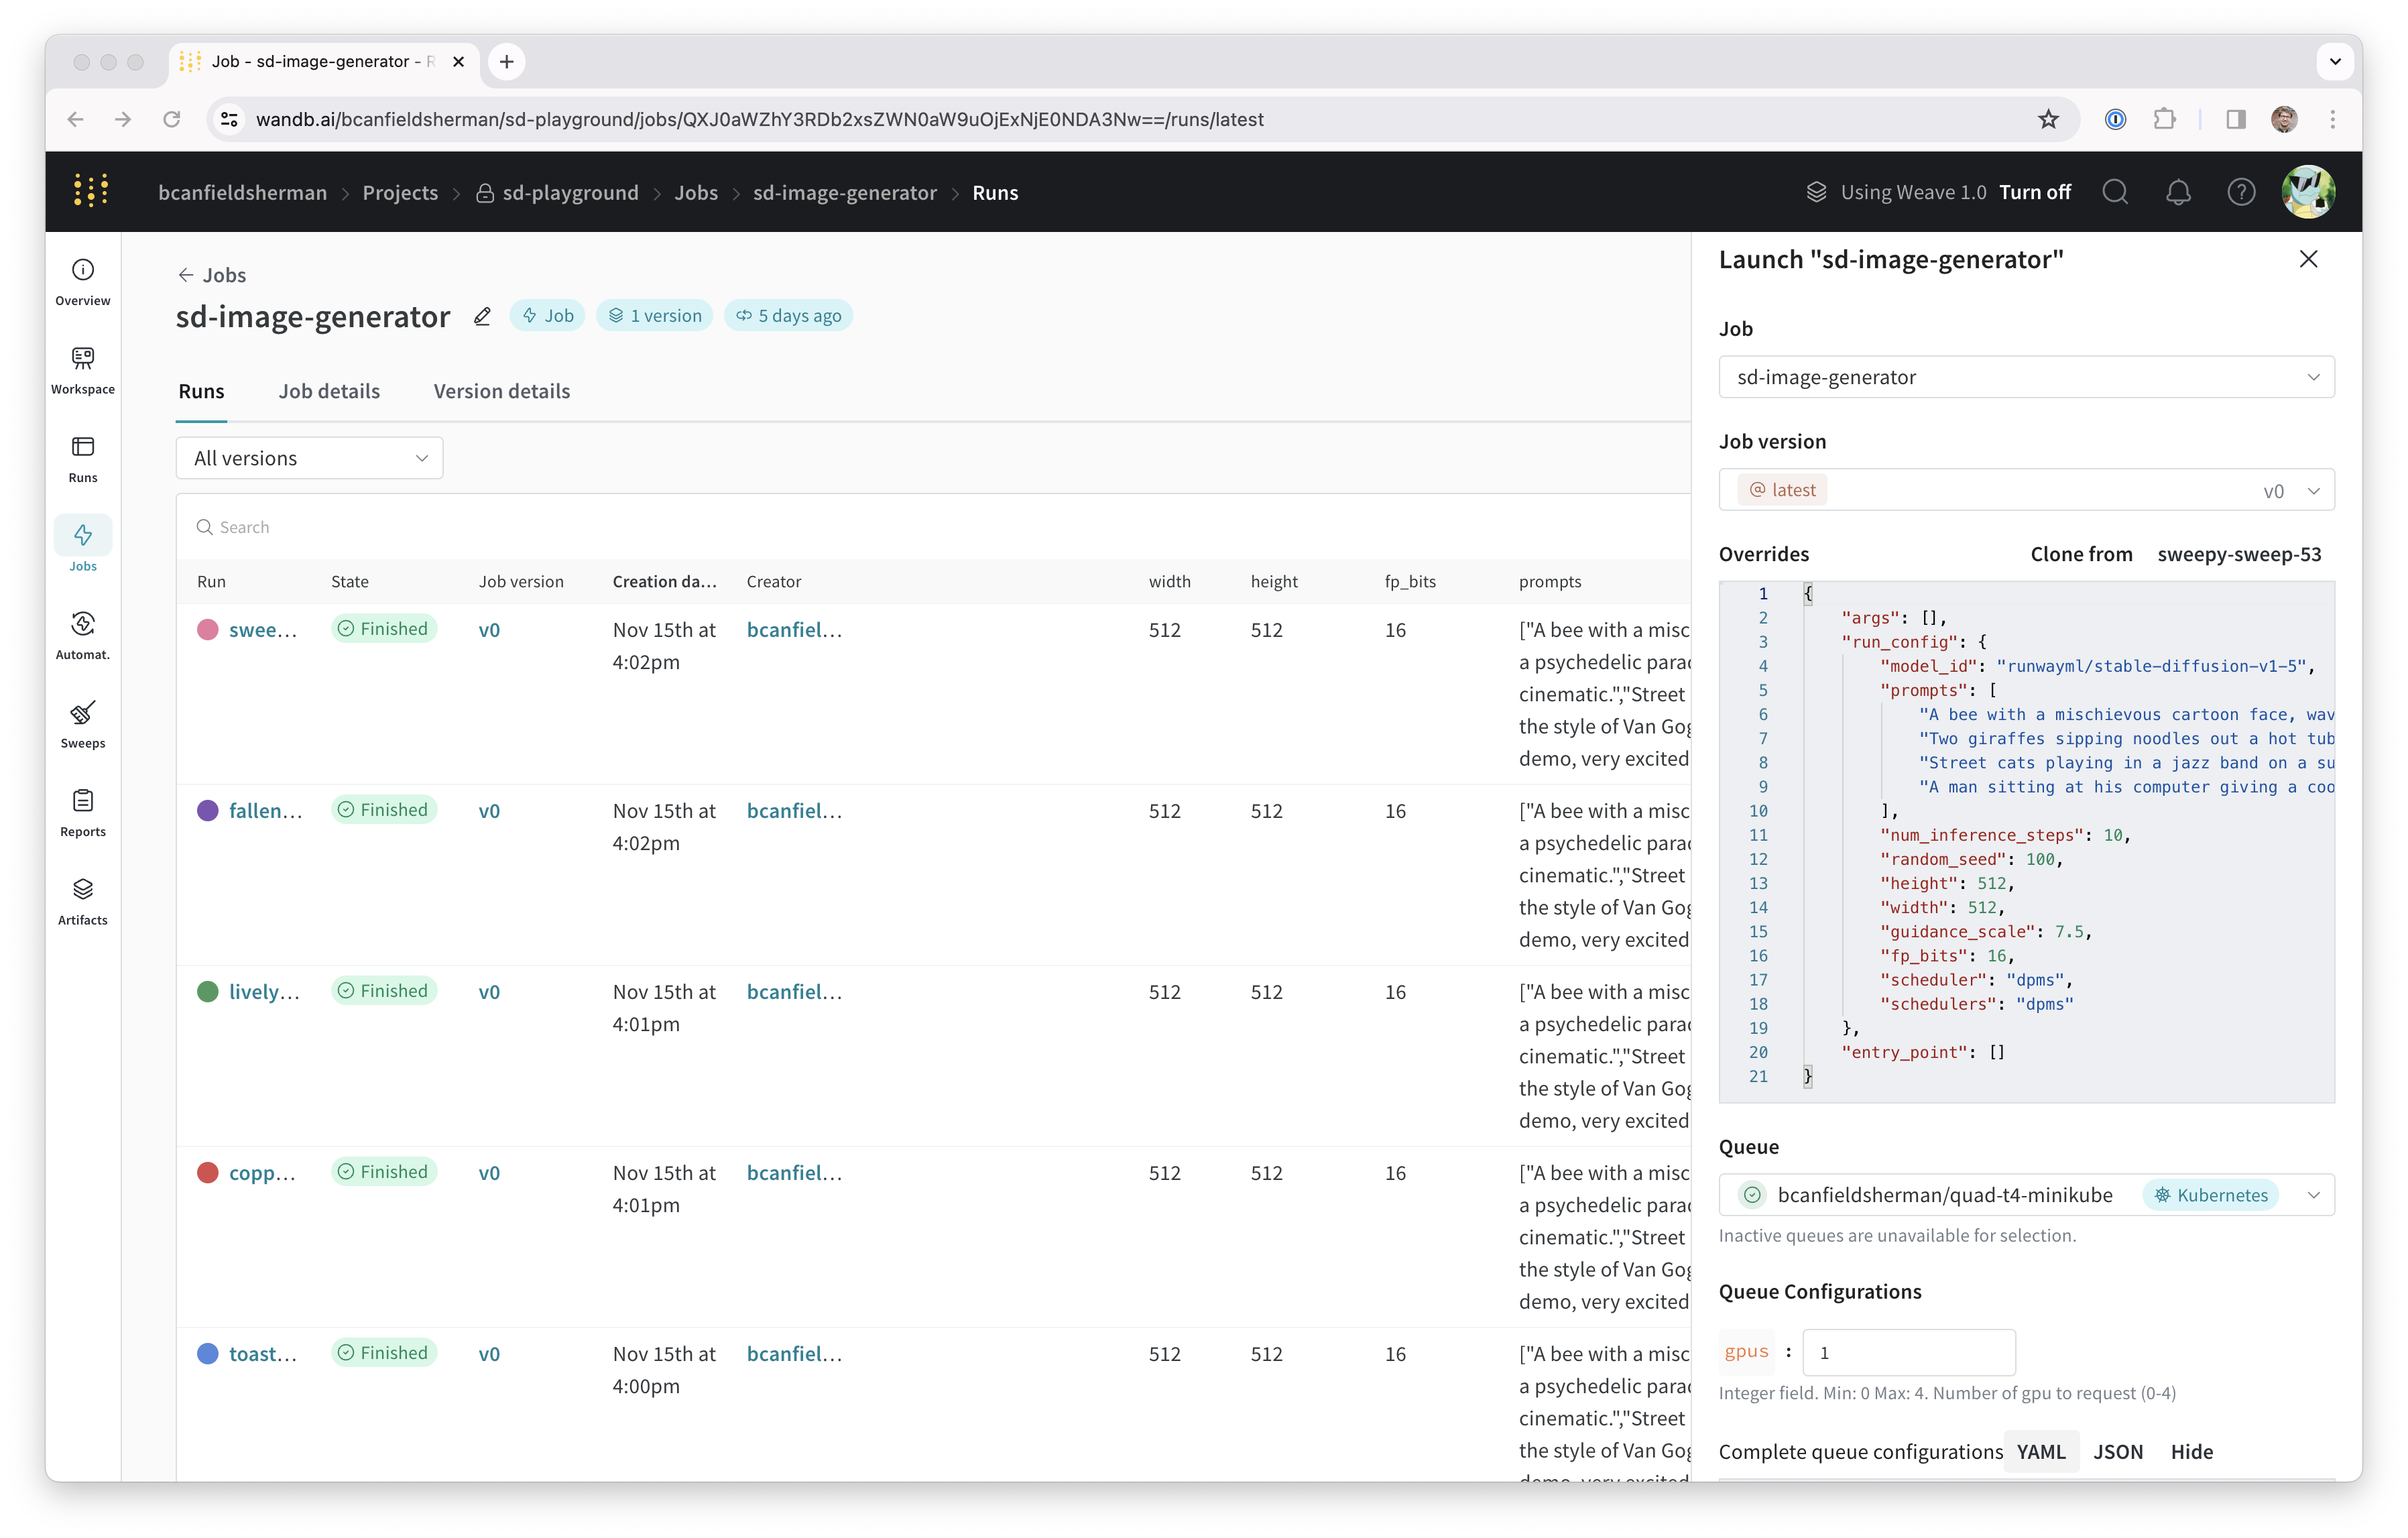 Job - sd-image-generator - R
wandb.ai/bcanfieldsherman/sd-playground/jobs/QXJ0aWZhY3RDb2xsZWN0aW9uOjExNjE0NDA3Nw==/runs/latest
bcanfieldsherman > Projects > sd-playground > Jobs > sd-image-generator > Runs
Using Weave 1.0 Turn off
Overview
Workspace
Runs
Jobs
Automat.
Sweeps
Reports
Artifacts
← Jobs
sd-image-generator Job 1 version 5 days ago
Runs Job details Version details
All versions
Search
Run State Job version Creation da... Creator width height fp_bits prompts
swee... Finished v0 Nov 15th at bcanfiel... 512 512 16 ["A bee with a misc
4:02pm a psychedelic parad
cinematic.","Street
the style of Van Gog
demo, very excited
fallen... Finished v0 Nov 15th at bcanfiel... 512 512 16 ["A bee with a misc
4:02pm a psychedelic parad
cinematic.","Street
the style of Van Gog
demo, very excited
lively... Finished v0 Nov 15th at bcanfiel... 512 512 16 ["A bee with a misc
4:01pm a psychedelic parad
cinematic.","Street
the style of Van Gog
demo, very excited
copp... Finished v0 Nov 15th at bcanfiel... 512 512 16 ["A bee with a misc
4:01pm a psychedelic parad
cinematic.","Street
the style of Van Gog
demo, very excited
toast... Finished v0 Nov 15th at bcanfiel... 512 512 16 ["A bee with a misc
4:00pm a psychedelic parad
cinematic.","Street
the style of Van Gog
demo, very excited
Launch "sd-image-generator"
Job
sd-image-generator
Job version
@ latest v0
Overrides Clone from sweepy-sweep-53
1 {
2 "args": [],
3 "run_config": {
4 "model_id": "runwayml/stable-diffusion-v1-5",
5 "prompts": [
6 "A bee with a mischievous cartoon face, wav
7 "Two giraffes sipping noodles out a hot tub
8 "Street cats playing in a jazz band on a su
9 "A man sitting at his computer giving a coo
10 ],
11 "num_inference_steps": 10,
12 "random_seed": 100,
13 "height": 512,
14 "width": 512,
15 "guidance_scale": 7.5,
16 "fp_bits": 16,
17 "scheduler": "dpms",
18 "schedulers": "dpms"
19 },
20 "entry_point": []
21 }
Queue
bcanfieldsherman/quad-t4-minikube Kubernetes
Inactive queues are unavailable for selection.
Queue Configurations
gpus : 1
Integer field. Min: 0 Max: 4. Number of gpu to request (0-4)
Complete queue configurations YAML JSON Hide